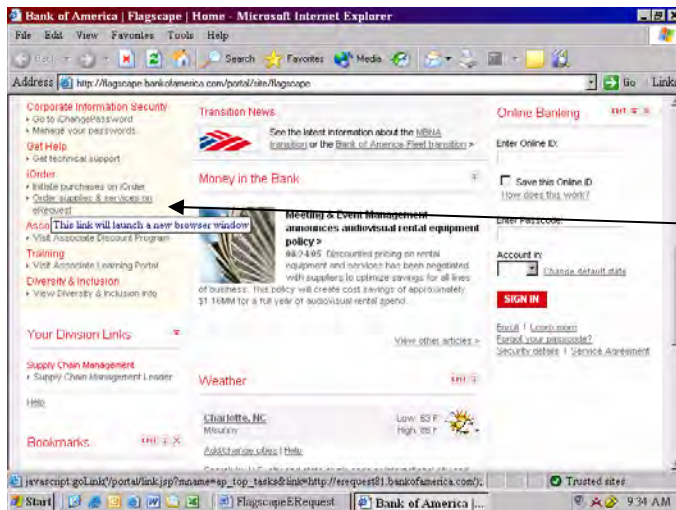 Bank of America | Flagscape | Home - Microsoft Internet Explorer
File Edit View Favorites Tools Help
Back Search Favorites Media
Address http://flagscape.bankofamerica.com/portal/site/flagscape Go Links
Corporate Information Security
Go to iChangePassword
Manage your passwords
Get Help
Get technical support
iOrder
Initiate purchases on iOrder
Order supplies & services on
eRequest
This link will launch a new browser window
Asso
Visit Associate Discount Program
Training
Visit Associate Learning Portal
Diversity & Inclusion
View Diversity & Inclusion info
Your Division Links
Supply Chain Management
Supply Chain Management Leader
Help
Bookmarks EDIT X
Transition News
See the latest information about the MBNA
transition or the Bank of America Fleet transition »
Money in the Bank
Meeting & Event Management
announces audiovisual rental equipment
policy »
08/24/05 Discounted pricing on rental
equipment and services has been negotiated
with suppliers to optimize savings for all lines
of business. This policy will create cost savings of approximately
$1.16MM for a full year of audiovisual rental spend.
View other articles »
Weather EDIT
Charlotte, NC
Msunny
Low: 63 F
High: 86 F
Add/change cities | Help
Online Banking EDIT X
Enter Online ID:
Save this Online ID
How does this work?
Enter Passcode:
Account in:
Change default state
SIGN IN
Enroll | Learn more
Forgot your passcode?
Security details | Service Agreement
javascript:goLink('/portal/link.jsp?mname=ap_top_tasks&link=http://erequest81.bankofamerica.com/'); Trusted sites
Start FlagscapeERequest Bank of America |... 9:34 AM